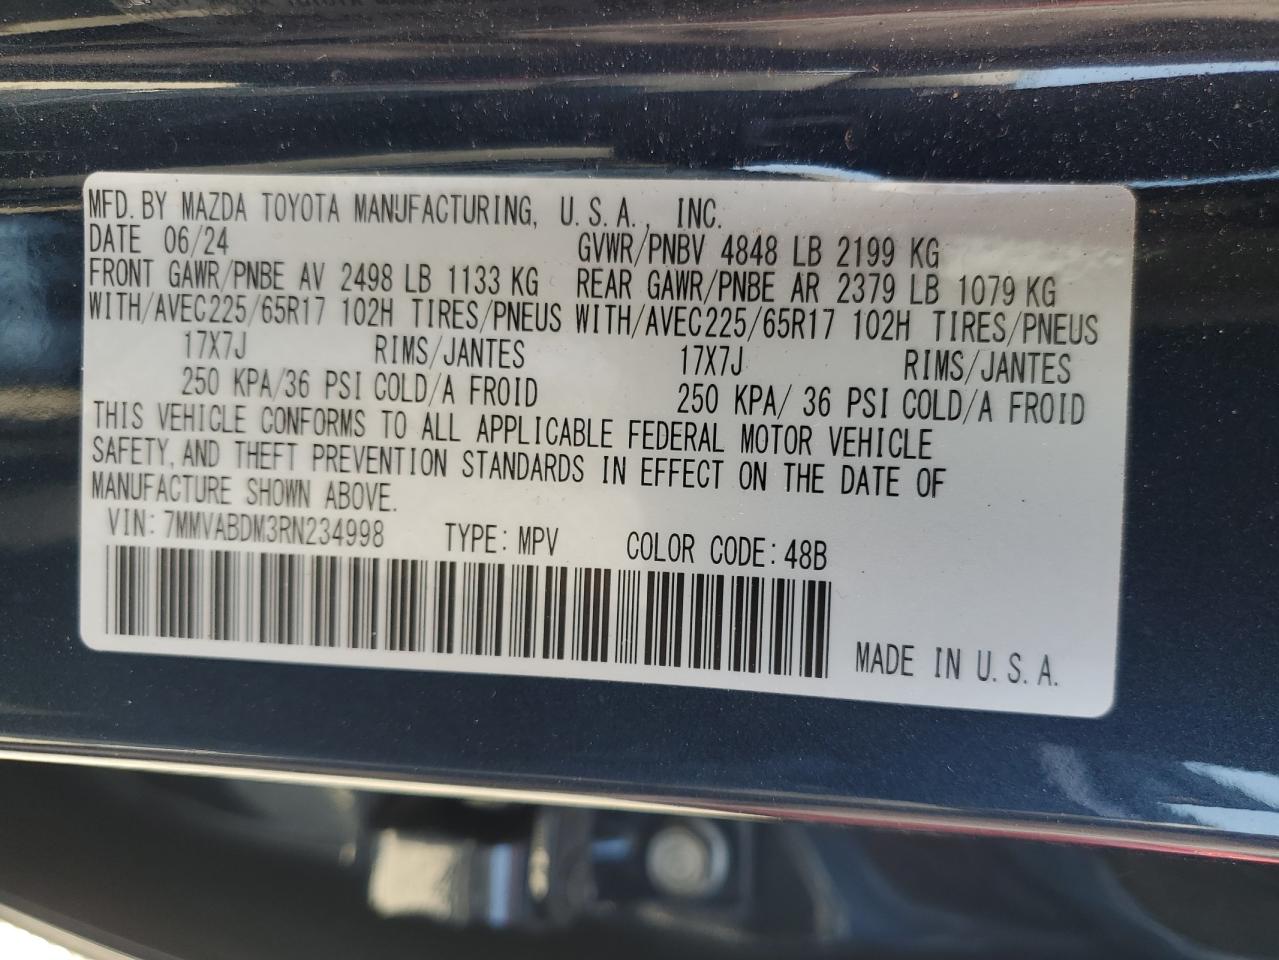 MFD. BY MAZDA TOYOTA MANUFACTURING, U.S.A., INC.
DATE 06/24 GVWR/PNBV 4848 LB 2199 KG
FRONT GAWR/PNBE AV 2498 LB 1133 KG REAR GAWR/PNBE AR 2379 LB 1079 KG
WITH/AVEC225/65R17 102H TIRES/PNEUS WITH/AVEC225/65R17 102H TIRES/PNEUS
17X7J RIMS/JANTES 17X7J RIMS/JANTES
250 KPA/36 PSI COLD/A FROID 250 KPA/ 36 PSI COLD/A FROID
THIS VEHICLE CONFORMS TO ALL APPLICABLE FEDERAL MOTOR VEHICLE
SAFETY, AND THEFT PREVENTION STANDARDS IN EFFECT ON THE DATE OF
MANUFACTURE SHOWN ABOVE.
VIN: 7MMVABDM3RN234998 TYPE: MPV COLOR CODE: 48B
MADE IN U.S.A.